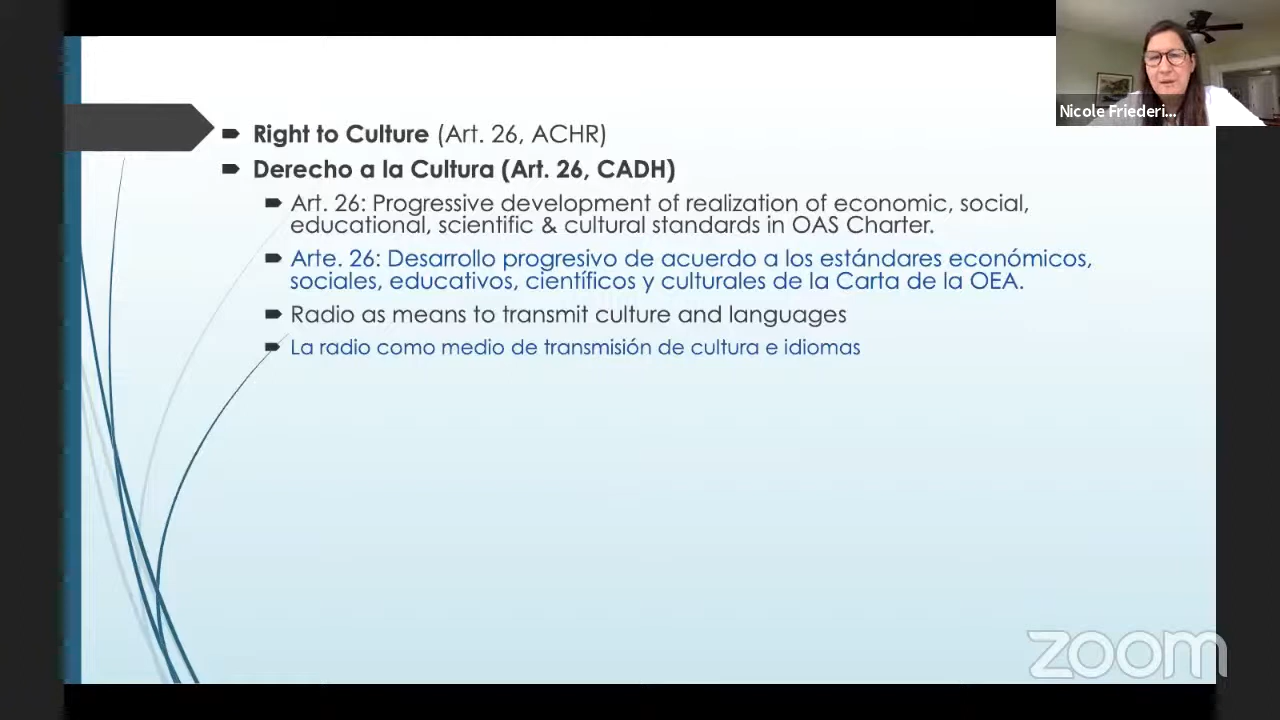 Nicole Friederi...
Right to Culture (Art. 26, ACHR)
Derecho a la Cultura (Art. 26, CADH)
Art. 26: Progressive development of realization of economic, social,
educational, scientific & cultural standards in OAS Charter.
Arte. 26: Desarrollo progresivo de acuerdo a los estándares económicos,
sociales, educativos, científicos y culturales de la Carta de la OEA.
Radio as means to transmit culture and languages
La radio como medio de transmisión de cultura e idiomas
zoom